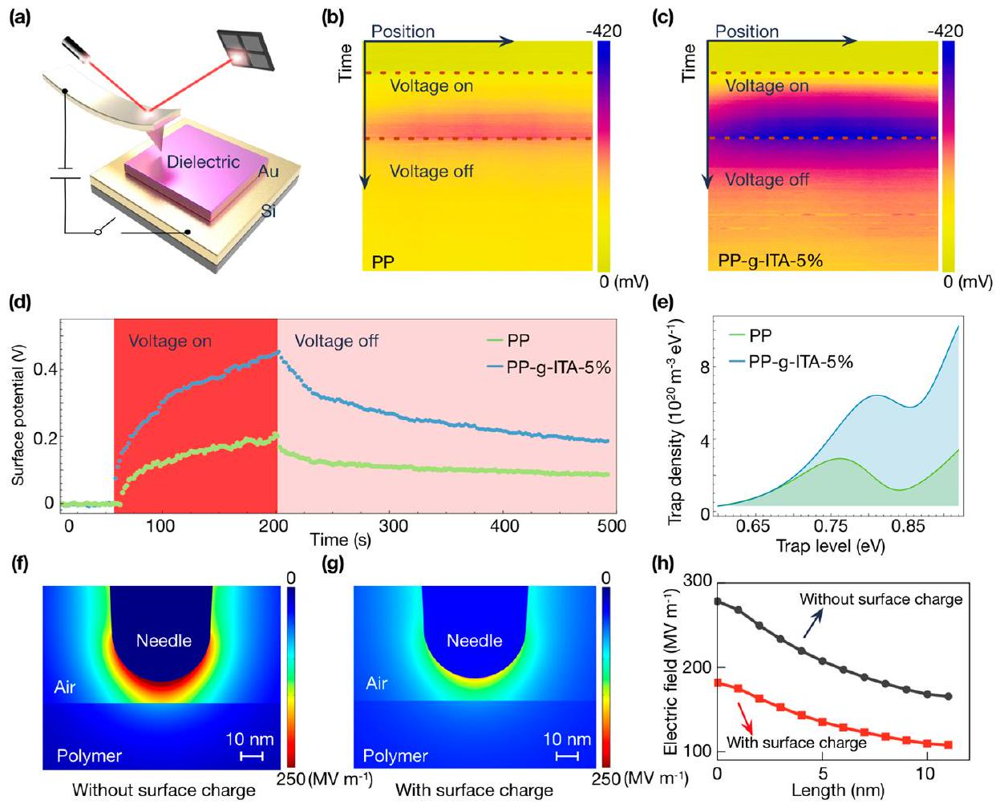 (a)
Dielectric
Au
Si
(b)
Position
-420
Time
Voltage on
Voltage off
PP
0 (mV)
(c)
Position
-420
Time
Voltage on
Voltage off
PP-g-ITA-5%
0 (mV)
(d)
Voltage on
Voltage off
PP
PP-g-ITA-5%
Surface potential (V)
0.4
0.2
0
0 100 200 300 400 500
Time (s)
(e)
PP
PP-g-ITA-5%
Trap density (10²⁰ m⁻³ eV⁻¹)
8
4
0
0.65 0.75 0.85
Trap level (eV)
(f)
0
Needle
Air
10 nm
Polymer
250 (MV m⁻¹)
Without surface charge
(g)
0
Needle
Air
10 nm
Polymer
250 (MV m⁻¹)
With surface charge
(h)
300
200
100
Electric field (MV m⁻¹)
Without surface charge
With surface charge
0 5 10
Length (nm)